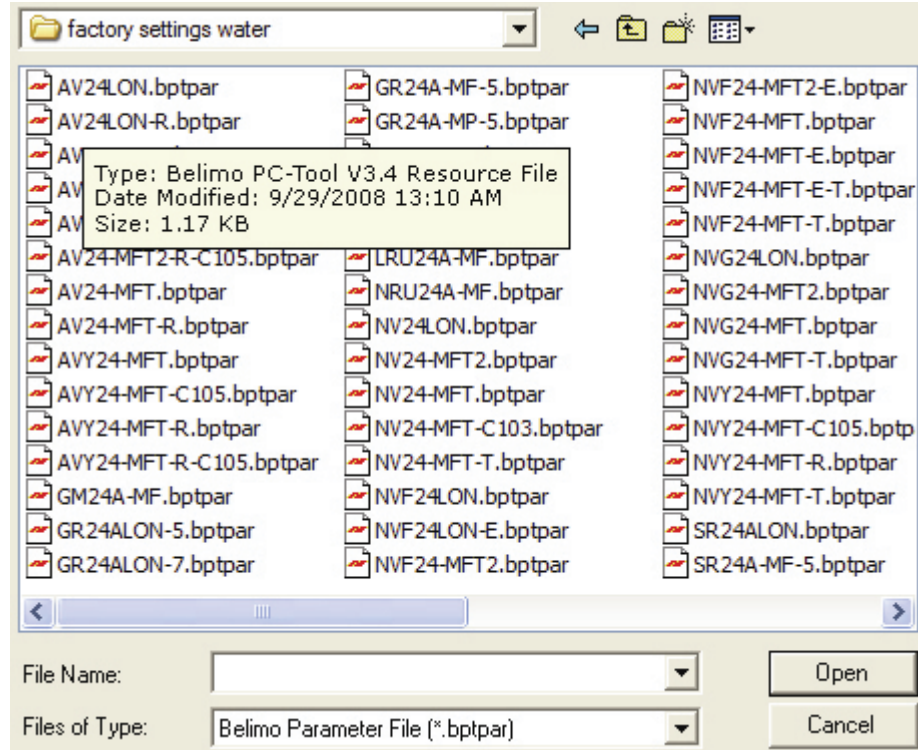 factory settings water
AV24LON.bptpar
AV24LON-R.bptpar
AV
AV
AV
Type: Belimo PC-Tool V3.4 Resource File
Date Modified: 9/29/2008 13:10 AM
Size: 1.17 KB
AV24-MFT2-R-C105.bptpar
AV24-MFT.bptpar
AV24-MFT-R.bptpar
AVY24-MFT.bptpar
AVY24-MFT-C105.bptpar
AVY24-MFT-R.bptpar
AVY24-MFT-R-C105.bptpar
GM24A-MF.bptpar
GR24ALON-5.bptpar
GR24ALON-7.bptpar
GR24A-MF-5.bptpar
GR24A-MP-5.bptpar
LRU24A-MF.bptpar
NRU24A-MF.bptpar
NV24LON.bptpar
NV24-MFT2.bptpar
NV24-MFT.bptpar
NV24-MFT-C103.bptpar
NV24-MFT-T.bptpar
NVF24LON.bptpar
NVF24LON-E.bptpar
NVF24-MFT2.bptpar
NVF24-MFT2-E.bptpar
NVF24-MFT.bptpar
NVF24-MFT-E.bptpar
NVF24-MFT-E-T.bptpar
NVF24-MFT-T.bptpar
NVG24LON.bptpar
NVG24-MFT2.bptpar
NVG24-MFT.bptpar
NVG24-MFT-T.bptpar
NVY24-MFT.bptpar
NVY24-MFT-C105.bptp
NVY24-MFT-R.bptpar
NVY24-MFT-T.bptpar
SR24ALON.bptpar
SR24A-MF-5.bptpar
File Name:
Open
Files of Type:
Belimo Parameter File (*.bptpar)
Cancel